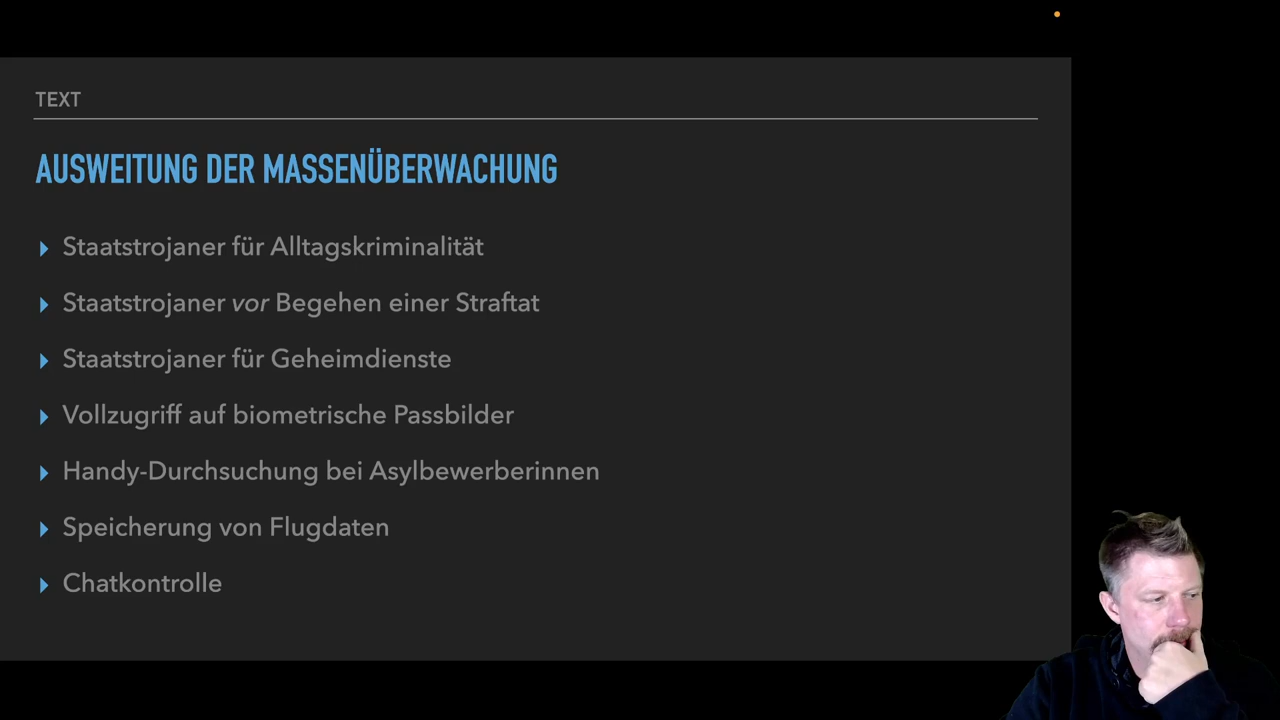 TEXT
AUSWEITUNG DER MASSENÜBERWACHUNG
Staatstrojaner für Alltagskriminalität
Staatstrojaner vor Begehen einer Straftat
Staatstrojaner für Geheimdienste
Vollzugriff auf biometrische Passbilder
Handy-Durchsuchung bei Asylbewerberinnen
Speicherung von Flugdaten
Chatkontrolle